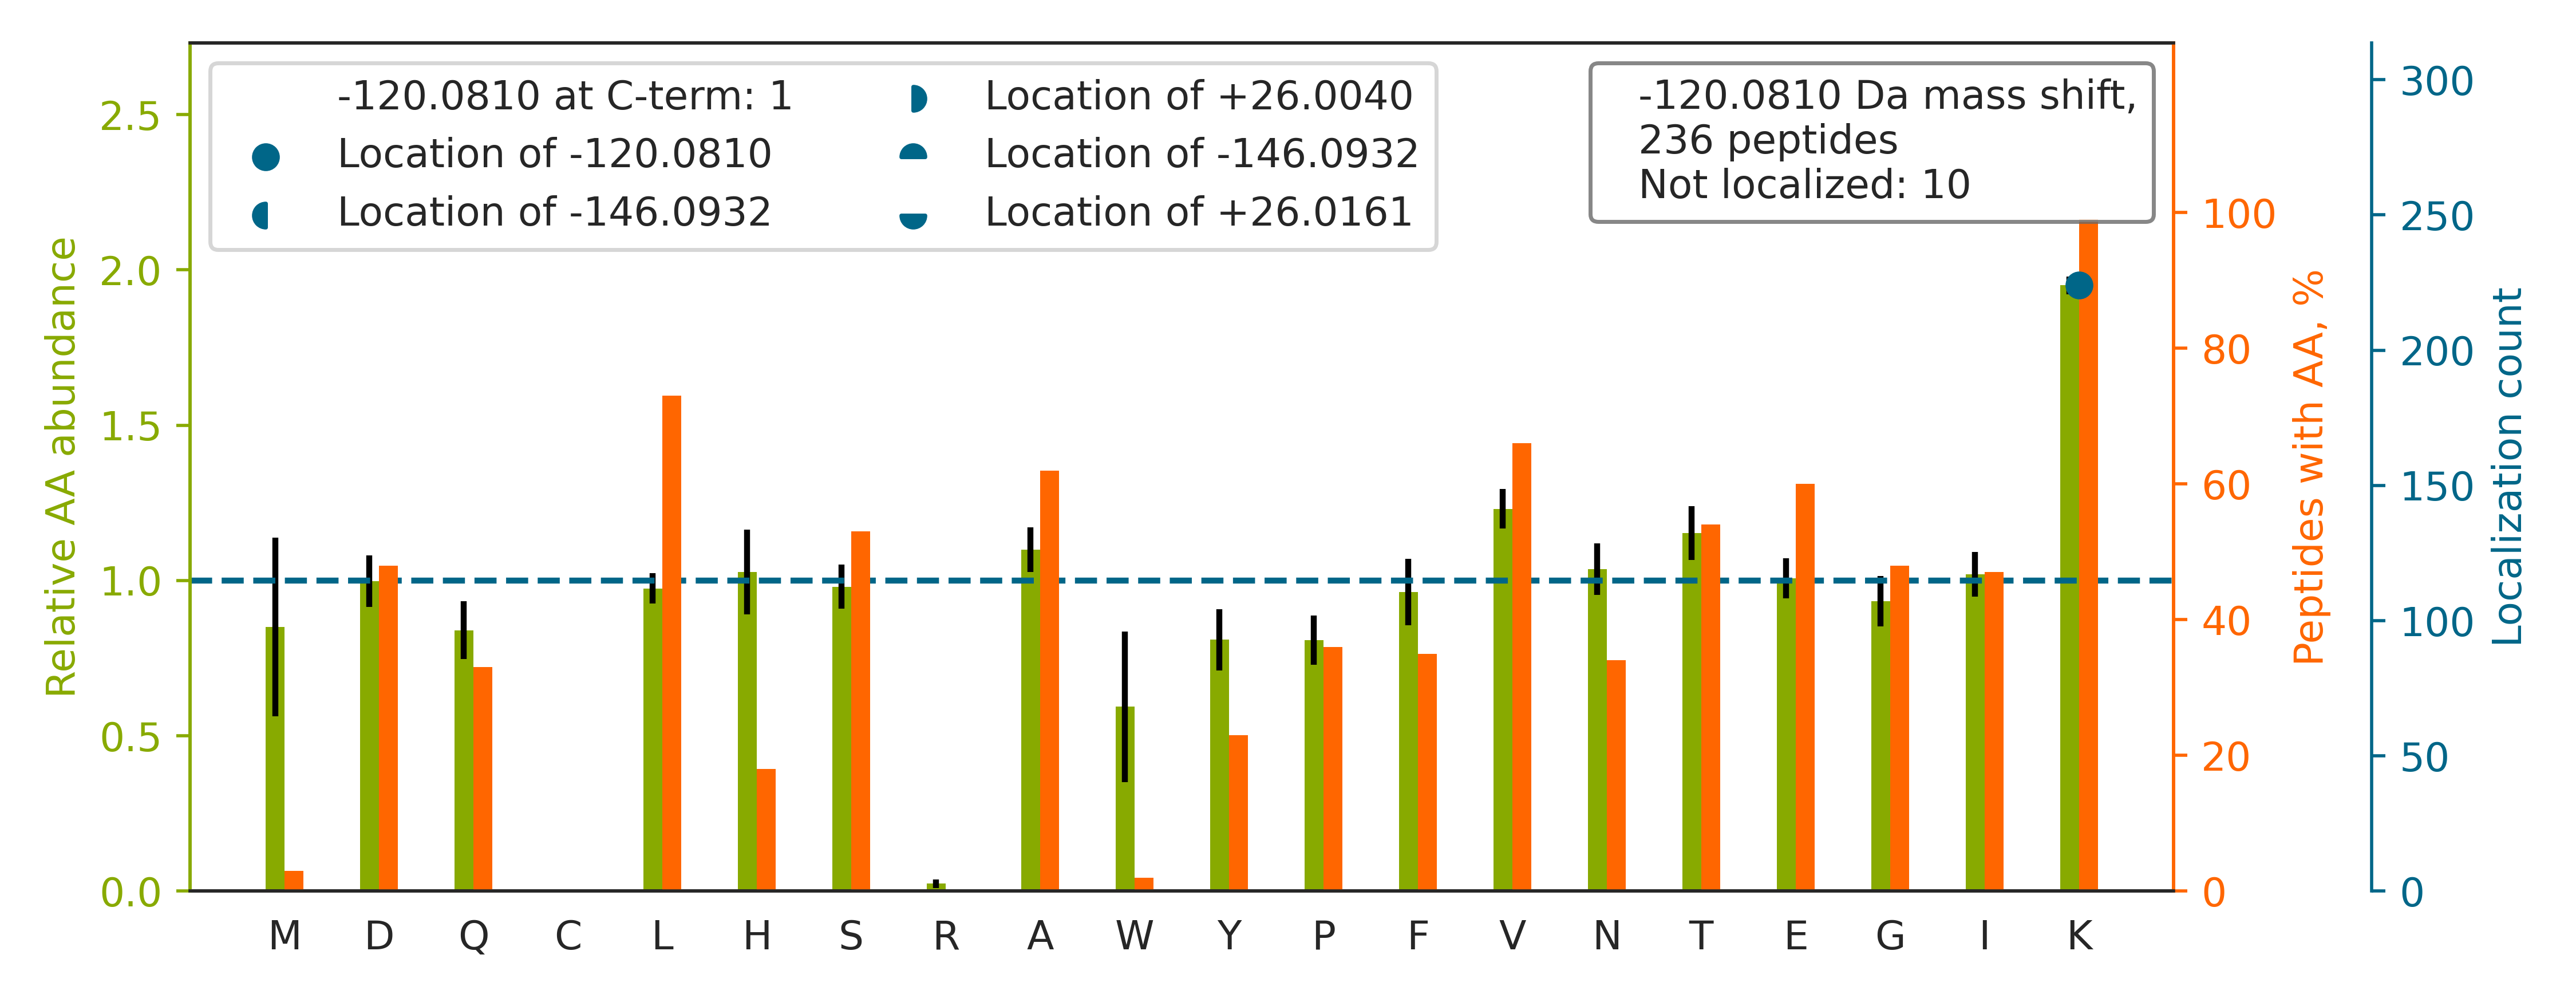 -120.0810 at C-term: 1
Location of -120.0810
Location of -146.0932
Location of +26.0040
Location of -146.0932
Location of +26.0161
-120.0810 Da mass shift,
236 peptides
Not localized: 10
Relative AA abundance
2.5
2.0
1.5
1.0
0.5
0.0
M D Q C L H S R A W Y P F V N T E G I K
100
80
60
40
20
0
Peptides with AA, %
300
250
200
150
100
50
0
Localization count